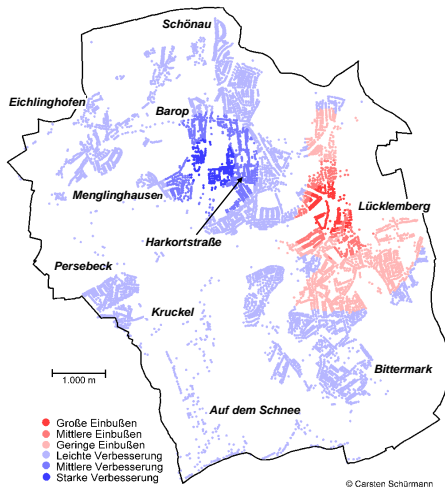 Schönau
Eichlinghofen
Barop
Menglinghausen
Lücklemberg
Harkortstraße
Persebeck
Kruckel
Bittermark
1.000 m
Auf dem Schnee
Große Einbußen
Mittlere Einbußen
Geringe Einbußen
Leichte Verbesserung
Mittlere Verbesserung
Starke Verbesserung
© Carsten Schürmann